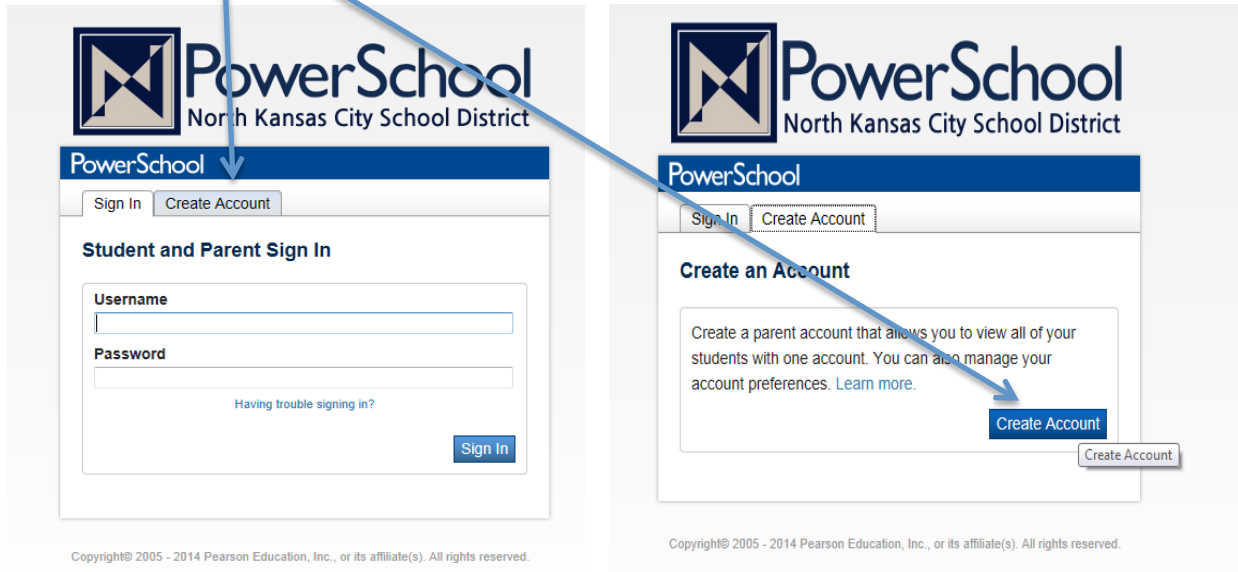 PowerSchool
North Kansas City School District
PowerSchool
Sign In
Create Account
Student and Parent Sign In
Username
Password
Having trouble signing in?
Sign In
Copyright© 2005 - 2014 Pearson Education, Inc., or its affiliate(s). All rights reserved.
PowerSchool
North Kansas City School District
PowerSchool
Sign In
Create Account
Create an Account
Create a parent account that allows you to view all of your
students with one account. You can also manage your
account preferences. Learn more.
Create Account
Create Account
Copyright© 2005 - 2014 Pearson Education, Inc., or its affiliate(s). All rights reserved.